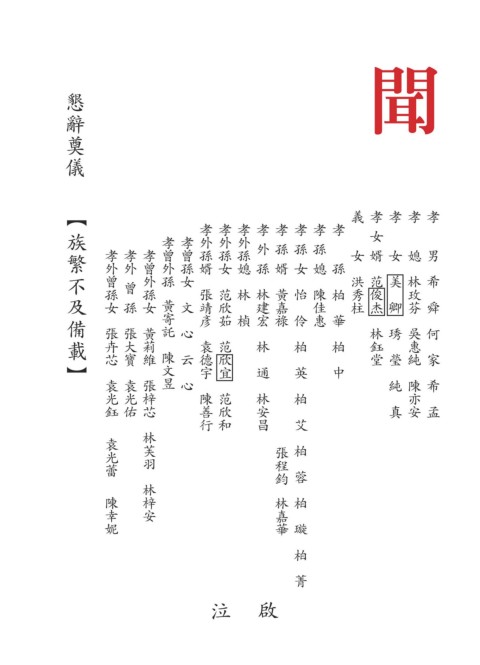 聞
孝男 希舜 何家 希孟
孝媳 林玫芬 吳惠純 陳亦安
孝女 美卿 琇瑩 純真
孝女婿 范俊杰 林鈺堂
義女 洪秀柱
孝孫 柏華 柏中
孝孫媳 陳佳惠
孝孫女 怡伶 柏英 柏艾 柏蓉 柏璇 柏菁
孝孫婿 黃嘉祿 張程鈞 林嘉華
孝外孫 林建宏 林通 林安昌
孝外孫媳 林楨
孝外孫女 范欣茹 范欣宜 范欣和
孝外孫婿 張靖彥 袁德宇 陳善行
孝曾孫女 文心 云心
孝曾外孫 黃寄託 陳文昱
孝曾外孫女 黃莉維 張梓芯 林芙羽 林梓安
孝外曾孫 張大寶 袁光佑
孝外曾孫女 張卉芯 袁光鈺 袁光蕾 陳幸妮
懇辭奠儀 【族繁不及備載】
泣啟